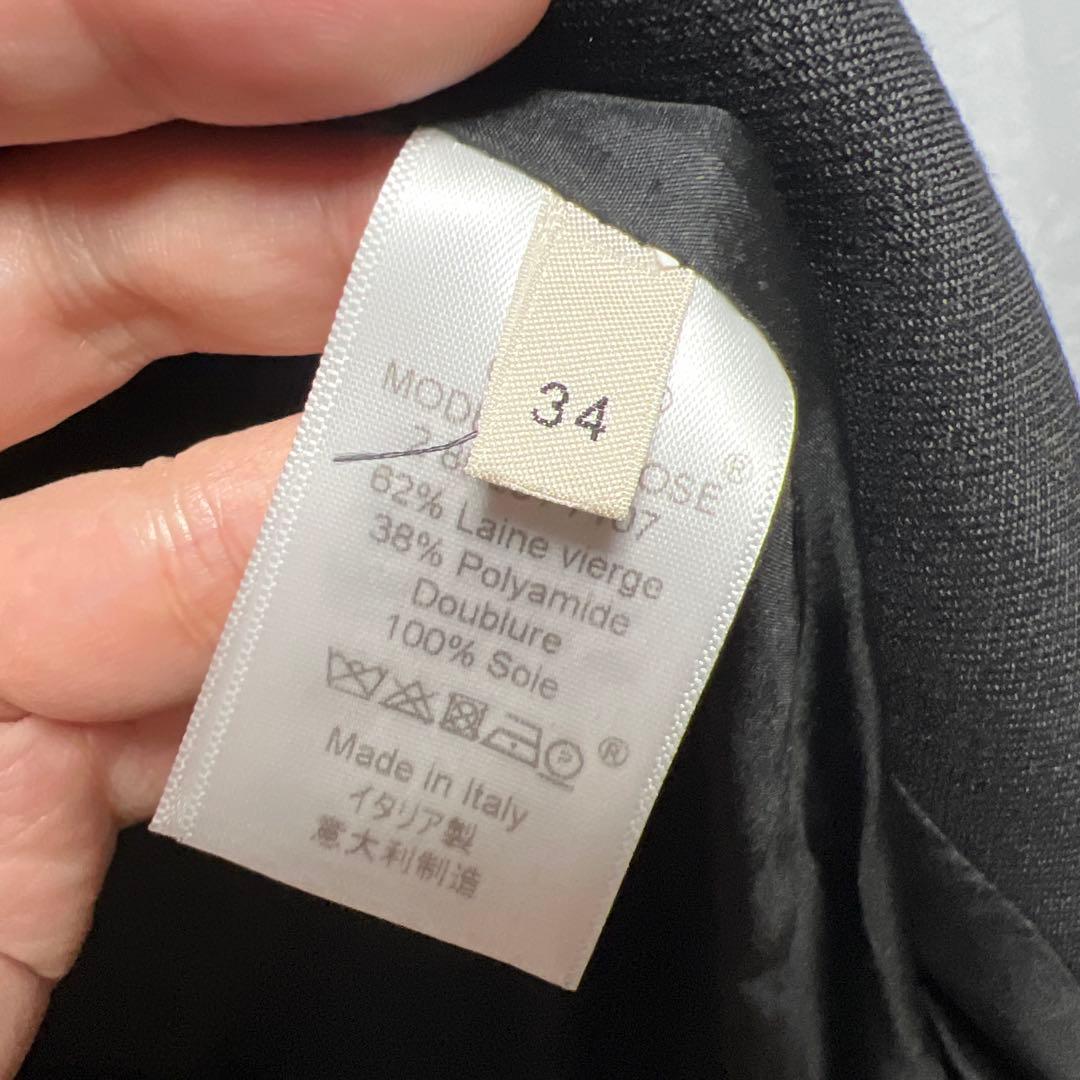 34
62% Laine vierge
38% Polyamide
Doublure
100% Soie
Made in Italy
イタリア製
意大利制造